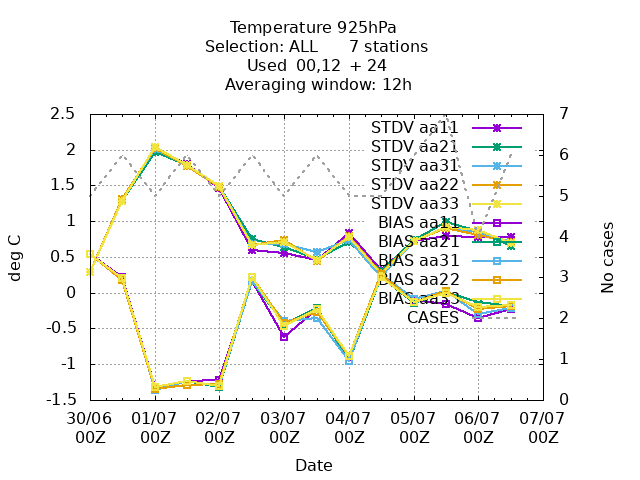 Temperature 925hPa
Selection: ALL 7 stations
Used 00,12 + 24
Averaging window: 12h
STDV aa11
STDV aa21
STDV aa31
STDV aa22
STDV aa33
BIAS aa11
BIAS aa21
BIAS aa31
BIAS aa22
BIAS aa33
CASES
deg C
2.5
2
1.5
1
0.5
0
-0.5
-1
-1.5
No cases
7
6
5
4
3
2
1
0
30/06 01/07 02/07 03/07 04/07 05/07 06/07 07/07
00Z 00Z 00Z 00Z 00Z 00Z 00Z 00Z
Date